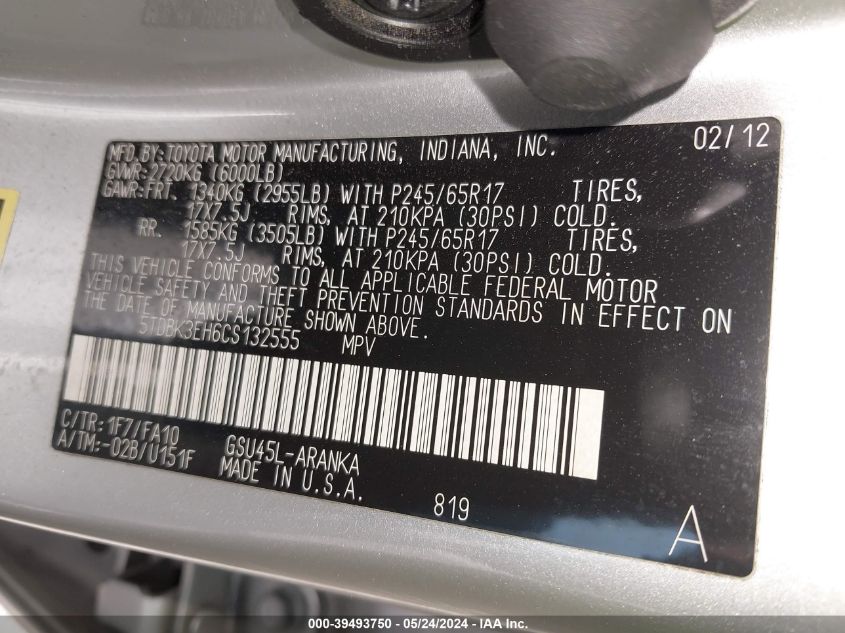 MFD.BY:TOYOTA MOTOR MANUFACTURING, INDIANA, INC. 02/12
GVWR:2720KG (6000LB)
GAWR:FRT. 1340KG (2955LB) WITH P245/65R17 TIRES,
17X7.5J RIMS, AT 210KPA (30PSI) COLD.
RR. 1585KG (3505LB) WITH P245/65R17 TIRES,
17X7.5J RIMS, AT 210KPA (30PSI) COLD.
THIS VEHICLE CONFORMS TO ALL APPLICABLE FEDERAL MOTOR
VEHICLE SAFETY AND THEFT PREVENTION STANDARDS IN EFFECT ON
THE DATE OF MANUFACTURE SHOWN ABOVE.
5TDBK3EH6CS132555 MPV
C/TR:1F7/FA10
A/TM:-02B/U151F
GSU45L-ARANKA
MADE IN U.S.A.
819
A
000-39493750 - 05/24/2024 - IAA Inc.